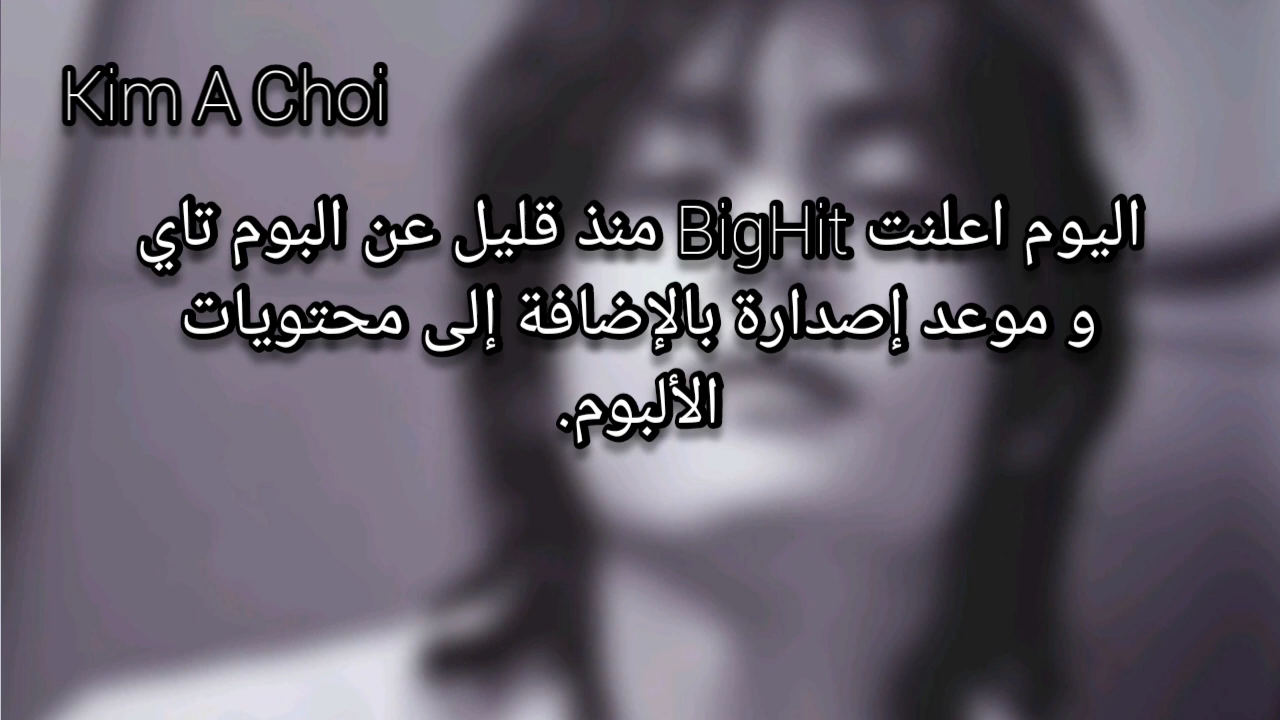 Kim A Choi
اليوم اعلنت BigHit منذ قليل عن البوم تاي
و موعد إصدارة بالإضافة إلى محتويات
الألبوم.